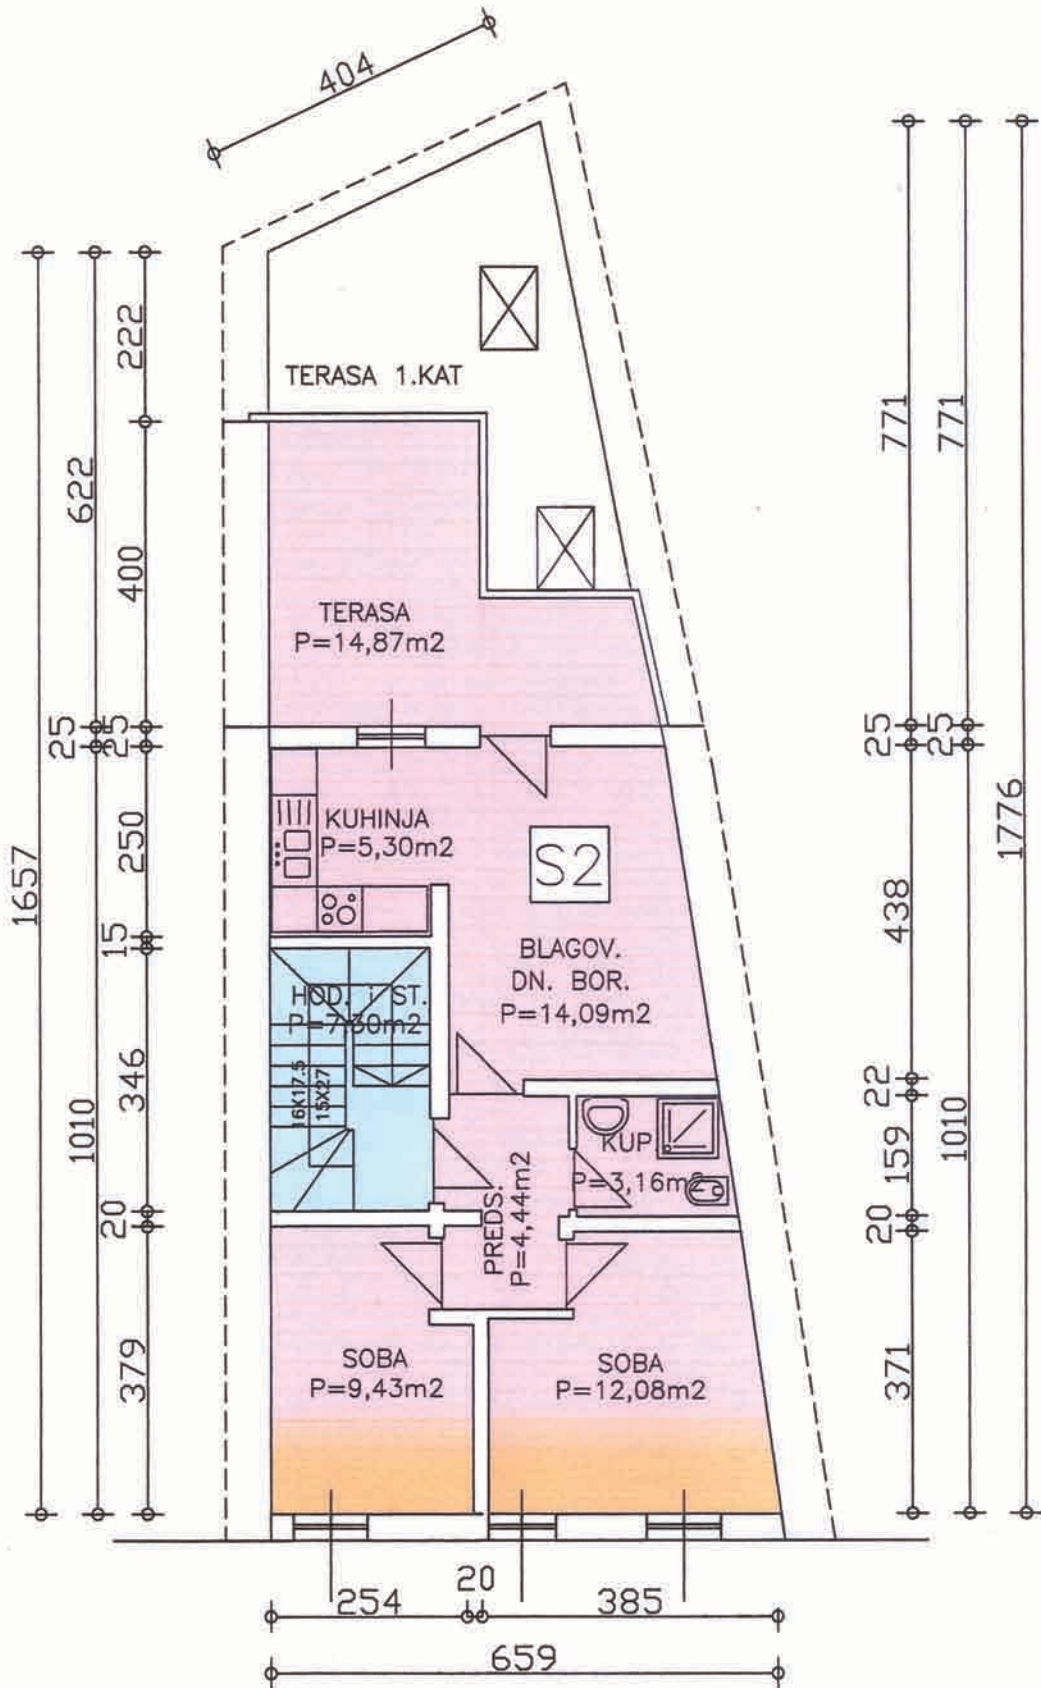 404
222
TERASA 1.KAT
771
771
622
400
TERASA
P=14,87m2
25
25
25
25
1657
250
KUHINJA
P=5,30m2
S2
1776
438
15
BLAGOV.
DN. BOR.
P=14,09m2
HOD. i ST.
P=7,30m2
346
16X17.5
15X27
22
1010
1010
159
KUP
P=3,16m2
PREDS.
P=4,44m2
20
20
379
371
SOBA
P=9,43m2
SOBA
P=12,08m2
254
20
385
659